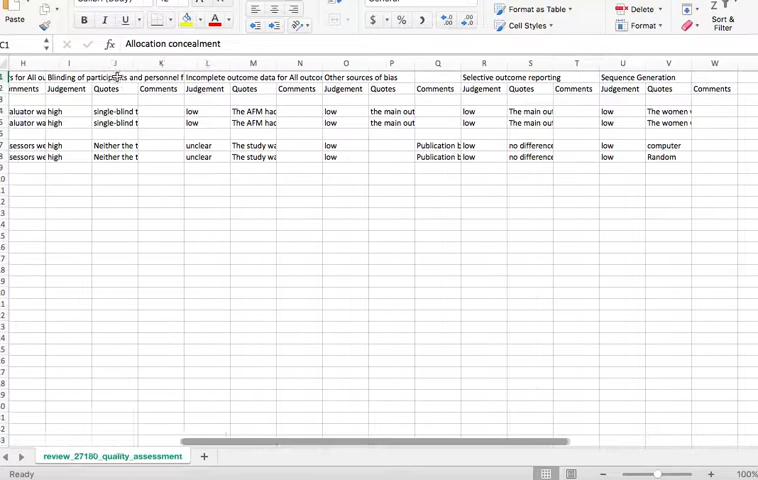 Paste
B I U
A
$ % )
General
Format as Table
Cell Styles
Delete
Format
Sort &
Filter
C1
fx Allocation concealment
H I J K L M N O P Q R S T U V W
s for All ou Blinding of participants and personnel f Incomplete outcome data for All outcor Other sources of bias Selective outcome reporting Sequence Generation
mments Judgement Quotes Comments Judgement Quotes Comments Judgement Quotes Comments Judgement Quotes Comments Judgement Quotes Comments
aluator wa high single-blind t low The AFM hac low the main out low The main out low The women w
aluator wa high single-blind t low The AFM hac low the main out low The main out low The women w
sessors we high Neither the t unclear The study wa low Publication b low no difference low computer
sessors we high Neither the t unclear The study wa low Publication b low no difference low Random
review_27180_quality_assessment
Ready
100%